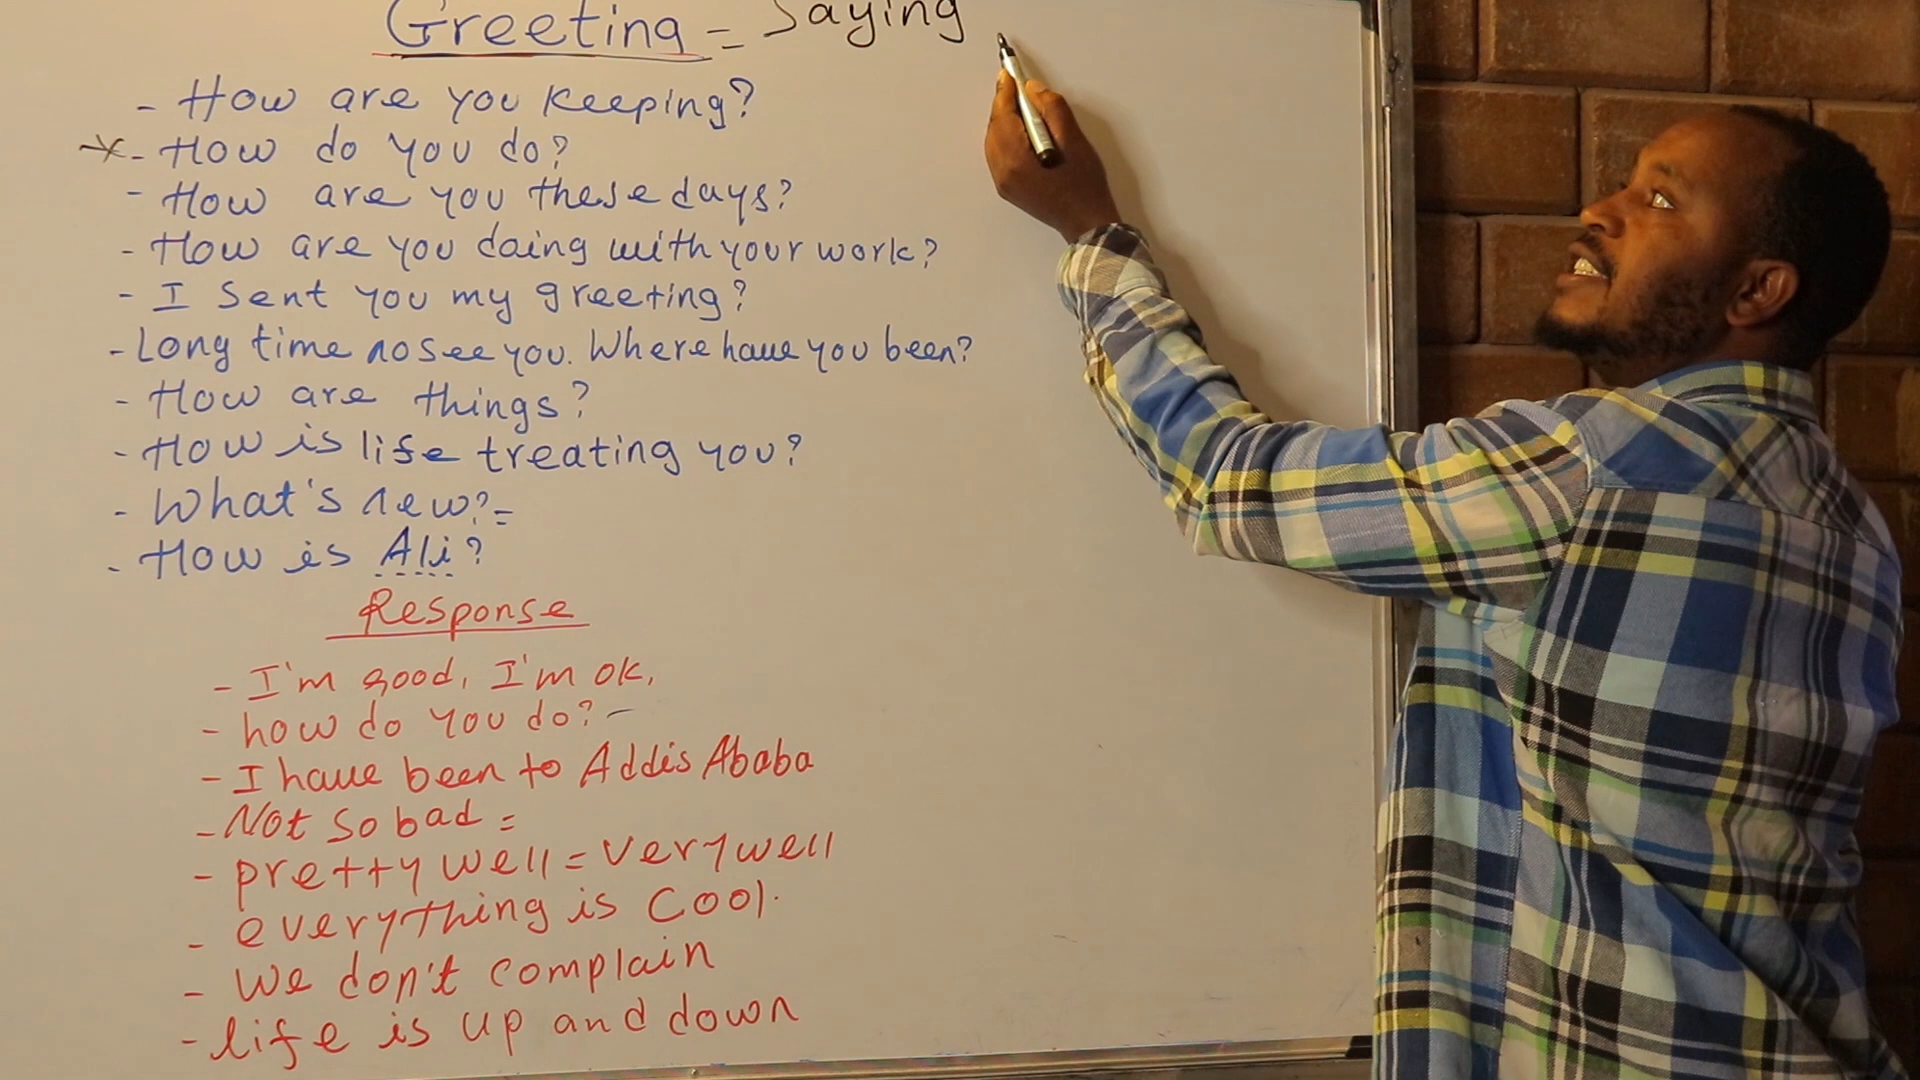 Greeting = Saying
- How are you keeping?
- How do you do?
- How are you these days?
- How are you doing with your work?
- I sent you my greeting?
- Long time no see you. Where have you been?
- How are things?
- How is life treating you?
- What's new? =
- How is Ali?
Response
- I'm good, I'm ok,
- how do you do? -
- I have been to Addis Ababa
- Not so bad =
- pretty well = very well
- everything is cool.
- we don't complain
- life is up and down